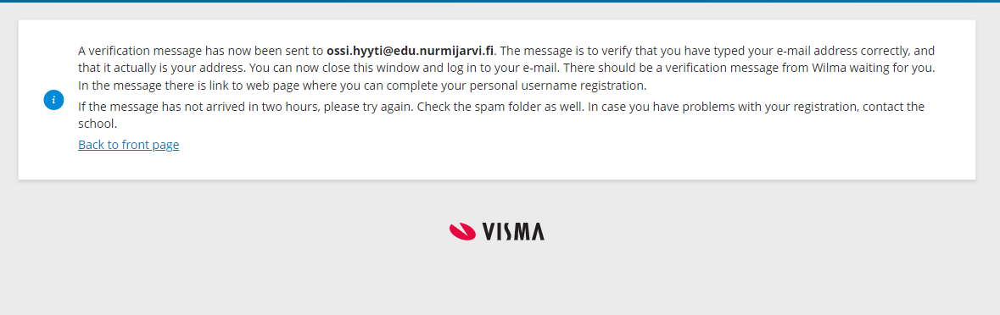 A verification message has now been sent to ossi.hyyti@edu.nurmijarvi.fi. The message is to verify that you have typed your e-mail address correctly, and
that it actually is your address. You can now close this window and log in to your e-mail. There should be a verification message from Wilma waiting for you.
In the message there is link to web page where you can complete your personal username registration.
If the message has not arrived in two hours, please try again. Check the spam folder as well. In case you have problems with your registration, contact the
school.
Back to front page
VISMA